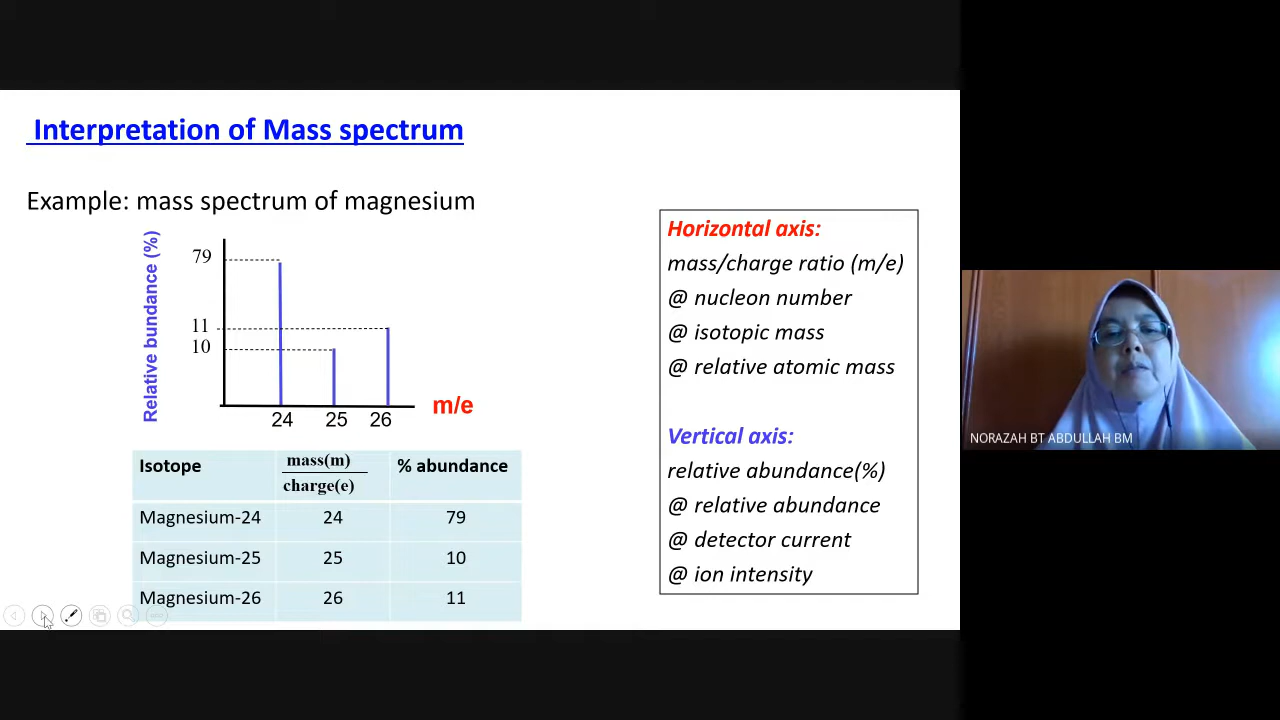 Interpretation of Mass spectrum
Example: mass spectrum of magnesium
Relative bundance (%)
79
11
10
24 25 26
m/e
Isotope mass(m) % abundance
charge(e)
Magnesium-24 24 79
Magnesium-25 25 10
Magnesium-26 26 11
Horizontal axis:
mass/charge ratio (m/e)
@ nucleon number
@ isotopic mass
@ relative atomic mass
Vertical axis:
relative abundance(%)
@ relative abundance
@ detector current
@ ion intensity
NORAZAH BT ABDULLAH BM